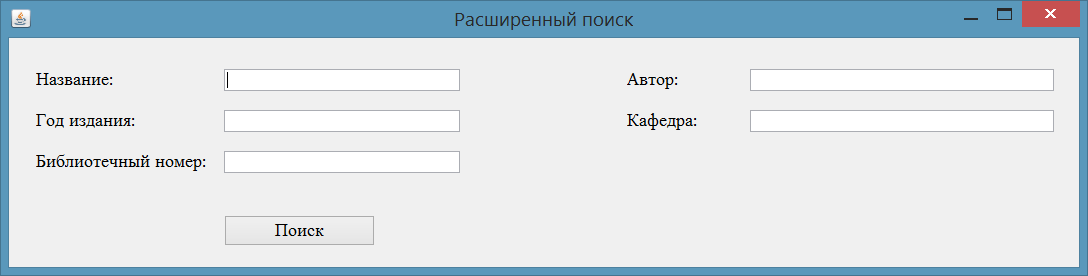 Расширенный поиск
Название: Автор:
Год издания: Кафедра:
Библиотечный номер:
Поиск